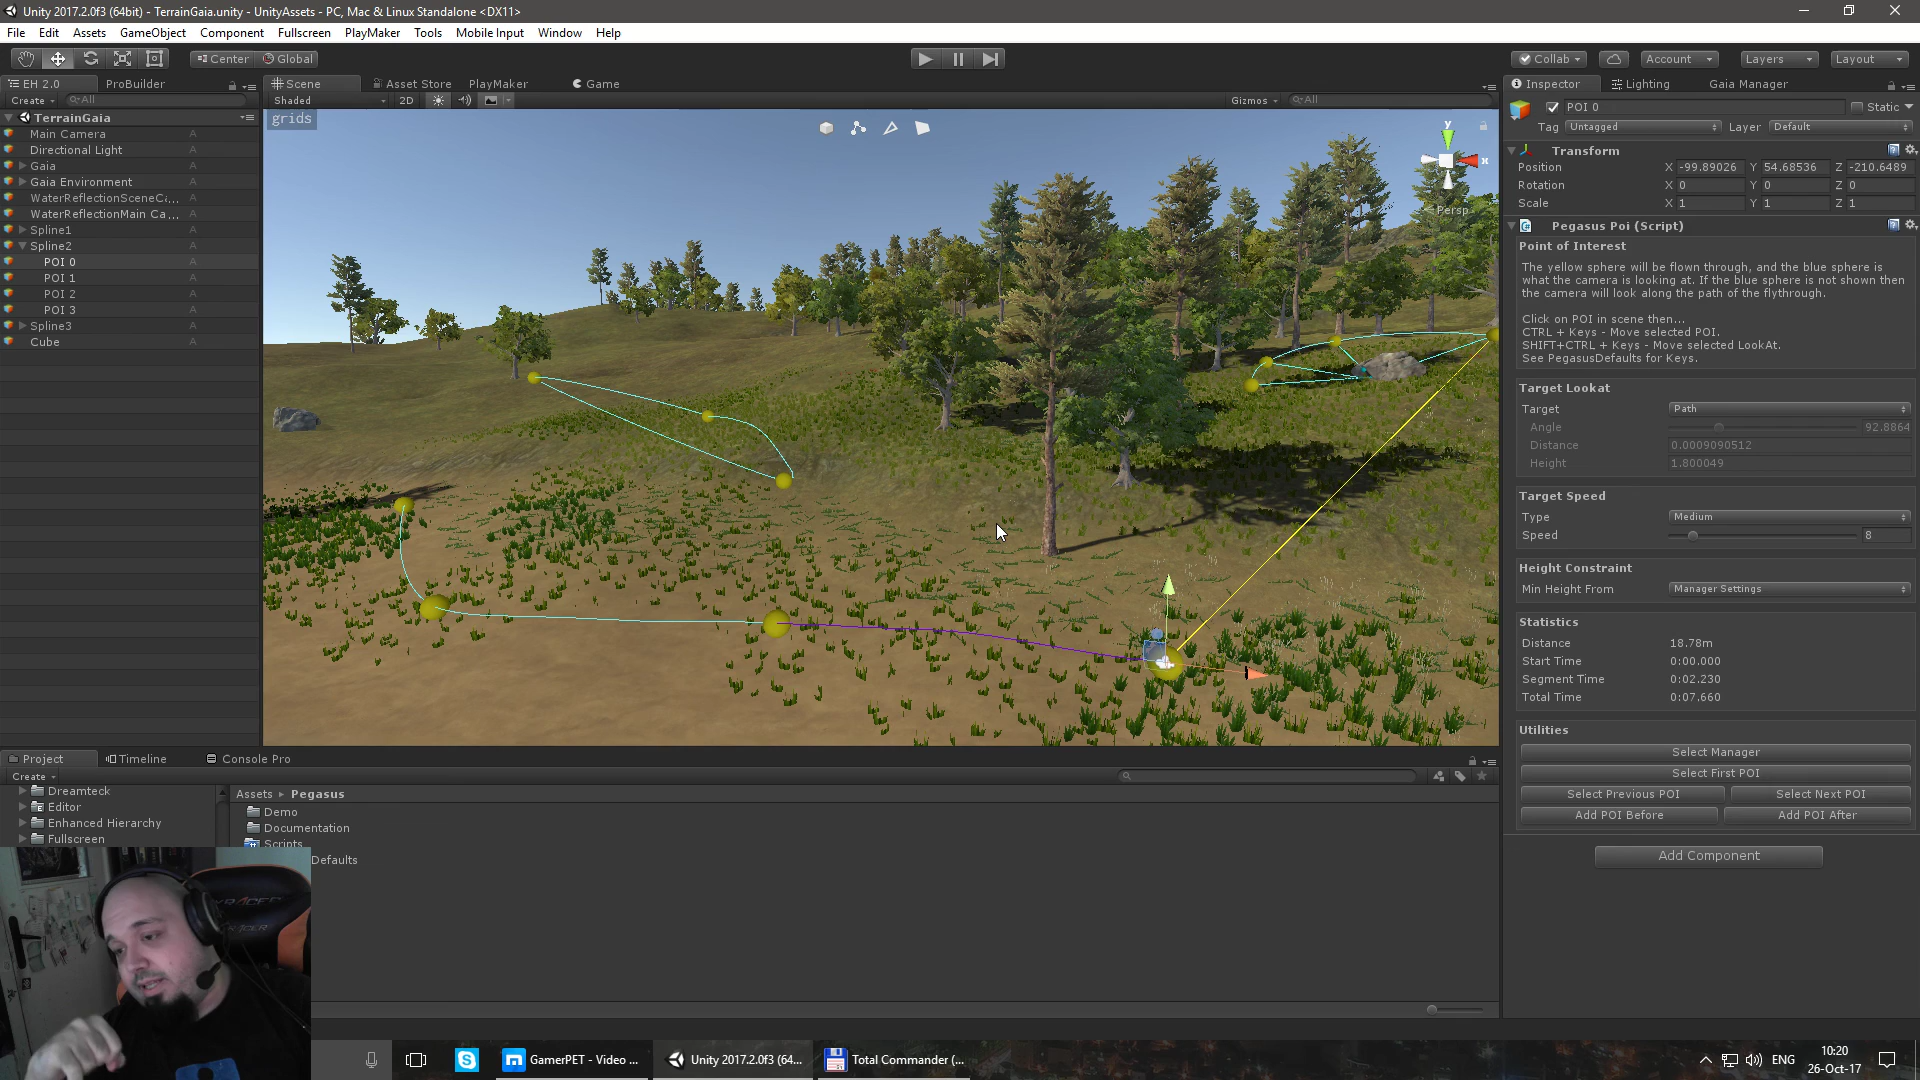 Unity 2017.2.0f3 (64bit) - TerrainGaia.unity - UnityAssets - PC, Mac & Linux Standalone <DX11>
File Edit Assets GameObject Component Fullscreen PlayMaker Tools Mobile Input Window Help
Center Global Collab Account Layers Layout
EH 2.0 ProBuilder Scene Asset Store PlayMaker Game Inspector Lighting Gaia Manager
Create All Shaded 2D Gizmos All
grids
TerrainGaia
Main Camera A
Directional Light A
Gaia A
Gaia Environment A
WaterReflectionSceneCa... A
WaterReflectionMain Ca... A
Spline1 A
Spline2 A
POI 0 A
POI 1 A
POI 2 A
POI 3 A
Spline3 A
Cube A
y
x
Persp
POI 0 Static
Tag Untagged Layer Default
Transform
Position X -99.89026 Y 54.68536 Z -210.6489
Rotation X 0 Y 0 Z 0
Scale X 1 Y 1 Z 1
Pegasus Poi (Script)
Point of Interest
The yellow sphere will be flown through, and the blue sphere is
what the camera is looking at. If the blue sphere is not shown then
the camera will look along the path of the flythrough.
Click on POI in scene then...
CTRL + Keys - Move selected POI.
SHIFT+CTRL + Keys - Move selected LookAt.
See PegasusDefaults for Keys.
Target Lookat
Target Path
Angle 92.8864
Distance 0.0009090512
Height 1.800049
Target Speed
Type Medium
Speed 8
Height Constraint
Min Height From Manager Settings
Statistics
Distance 18.78m
Start Time 0:00.000
Segment Time 0:02.230
Total Time 0:07.660
Utilities
Select Manager
Select First POI
Select Previous POI Select Next POI
Add POI Before Add POI After
Add Component
Project Timeline Console Pro
Create
Dreamteck
Editor
Enhanced Hierarchy
Fullscreen
Assets Pegasus
Demo
Documentation
Scripts
Defaults
GamerPET - Video ... Unity 2017.2.0f3 (64... Total Commander (...
ENG
10:20
26-Oct-17